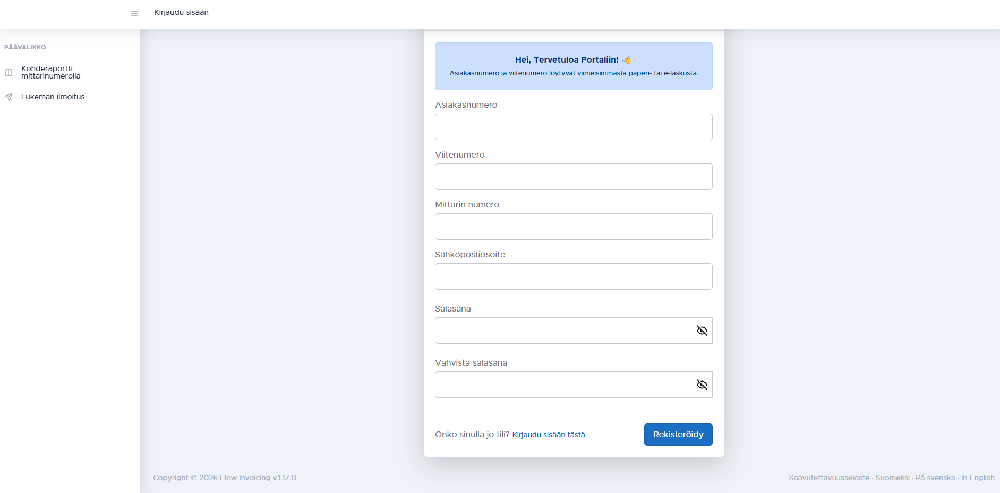 Kirjaudu sisään
PÄÄVALIKKO
Kohderaportti
mittarinumerolla
Lukeman ilmoitus
Hei, Tervetuloa Portaliin! 👋
Asiakasnumero ja viitenumero löytyvät viimeisimmästä paperi- tai e-laskusta.
Asiakasnumero
Viitenumero
Mittarin numero
Sähköpostiosoite
Salasana
Vahvista salasana
Onko sinulla jo tili? Kirjaudu sisään tästä.
Rekisteröidy
Copyright © 2026 Flow Invoicing v.1.17.0
Saavutettavuusseloste · Suomeksi · På svenska · In English